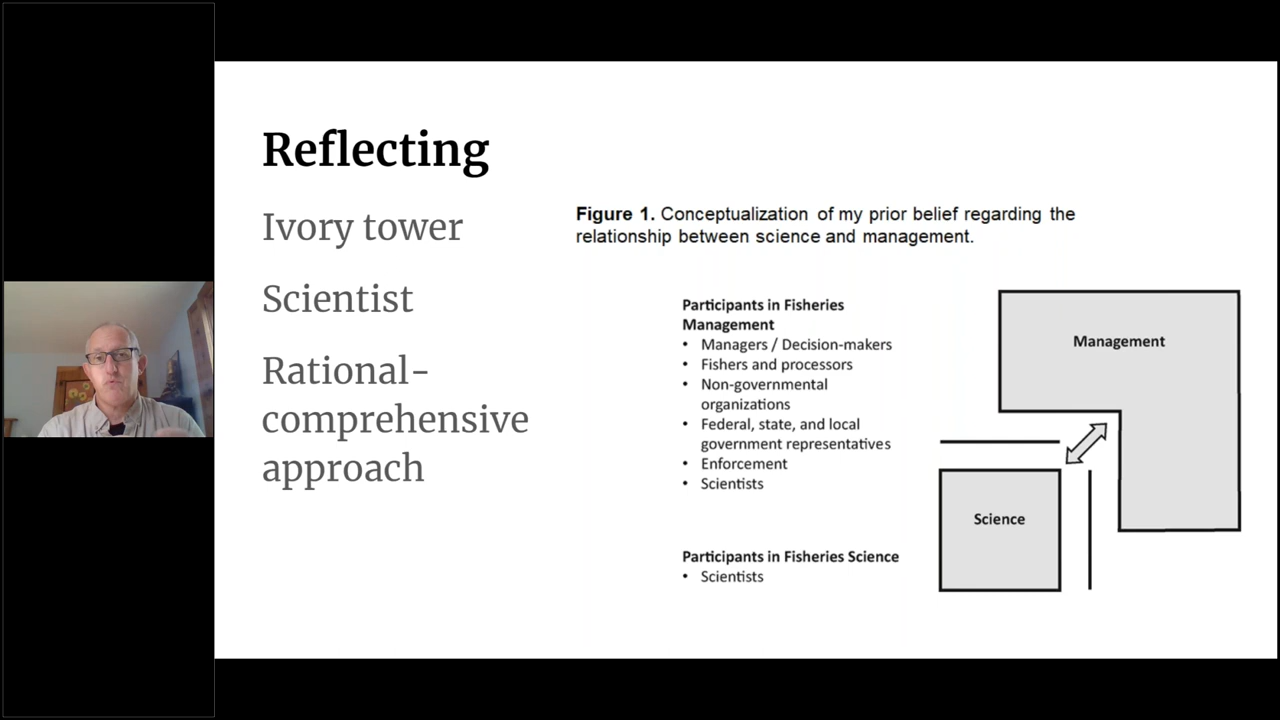 Reflecting
Ivory tower
Scientist
Rational-
comprehensive
approach
Figure 1. Conceptualization of my prior belief regarding the
relationship between science and management.
Participants in Fisheries
Management
• Managers / Decision-makers
• Fishers and processors
• Non-governmental
organizations
• Federal, state, and local
government representatives
• Enforcement
• Scientists
Participants in Fisheries Science
• Scientists
Management
Science